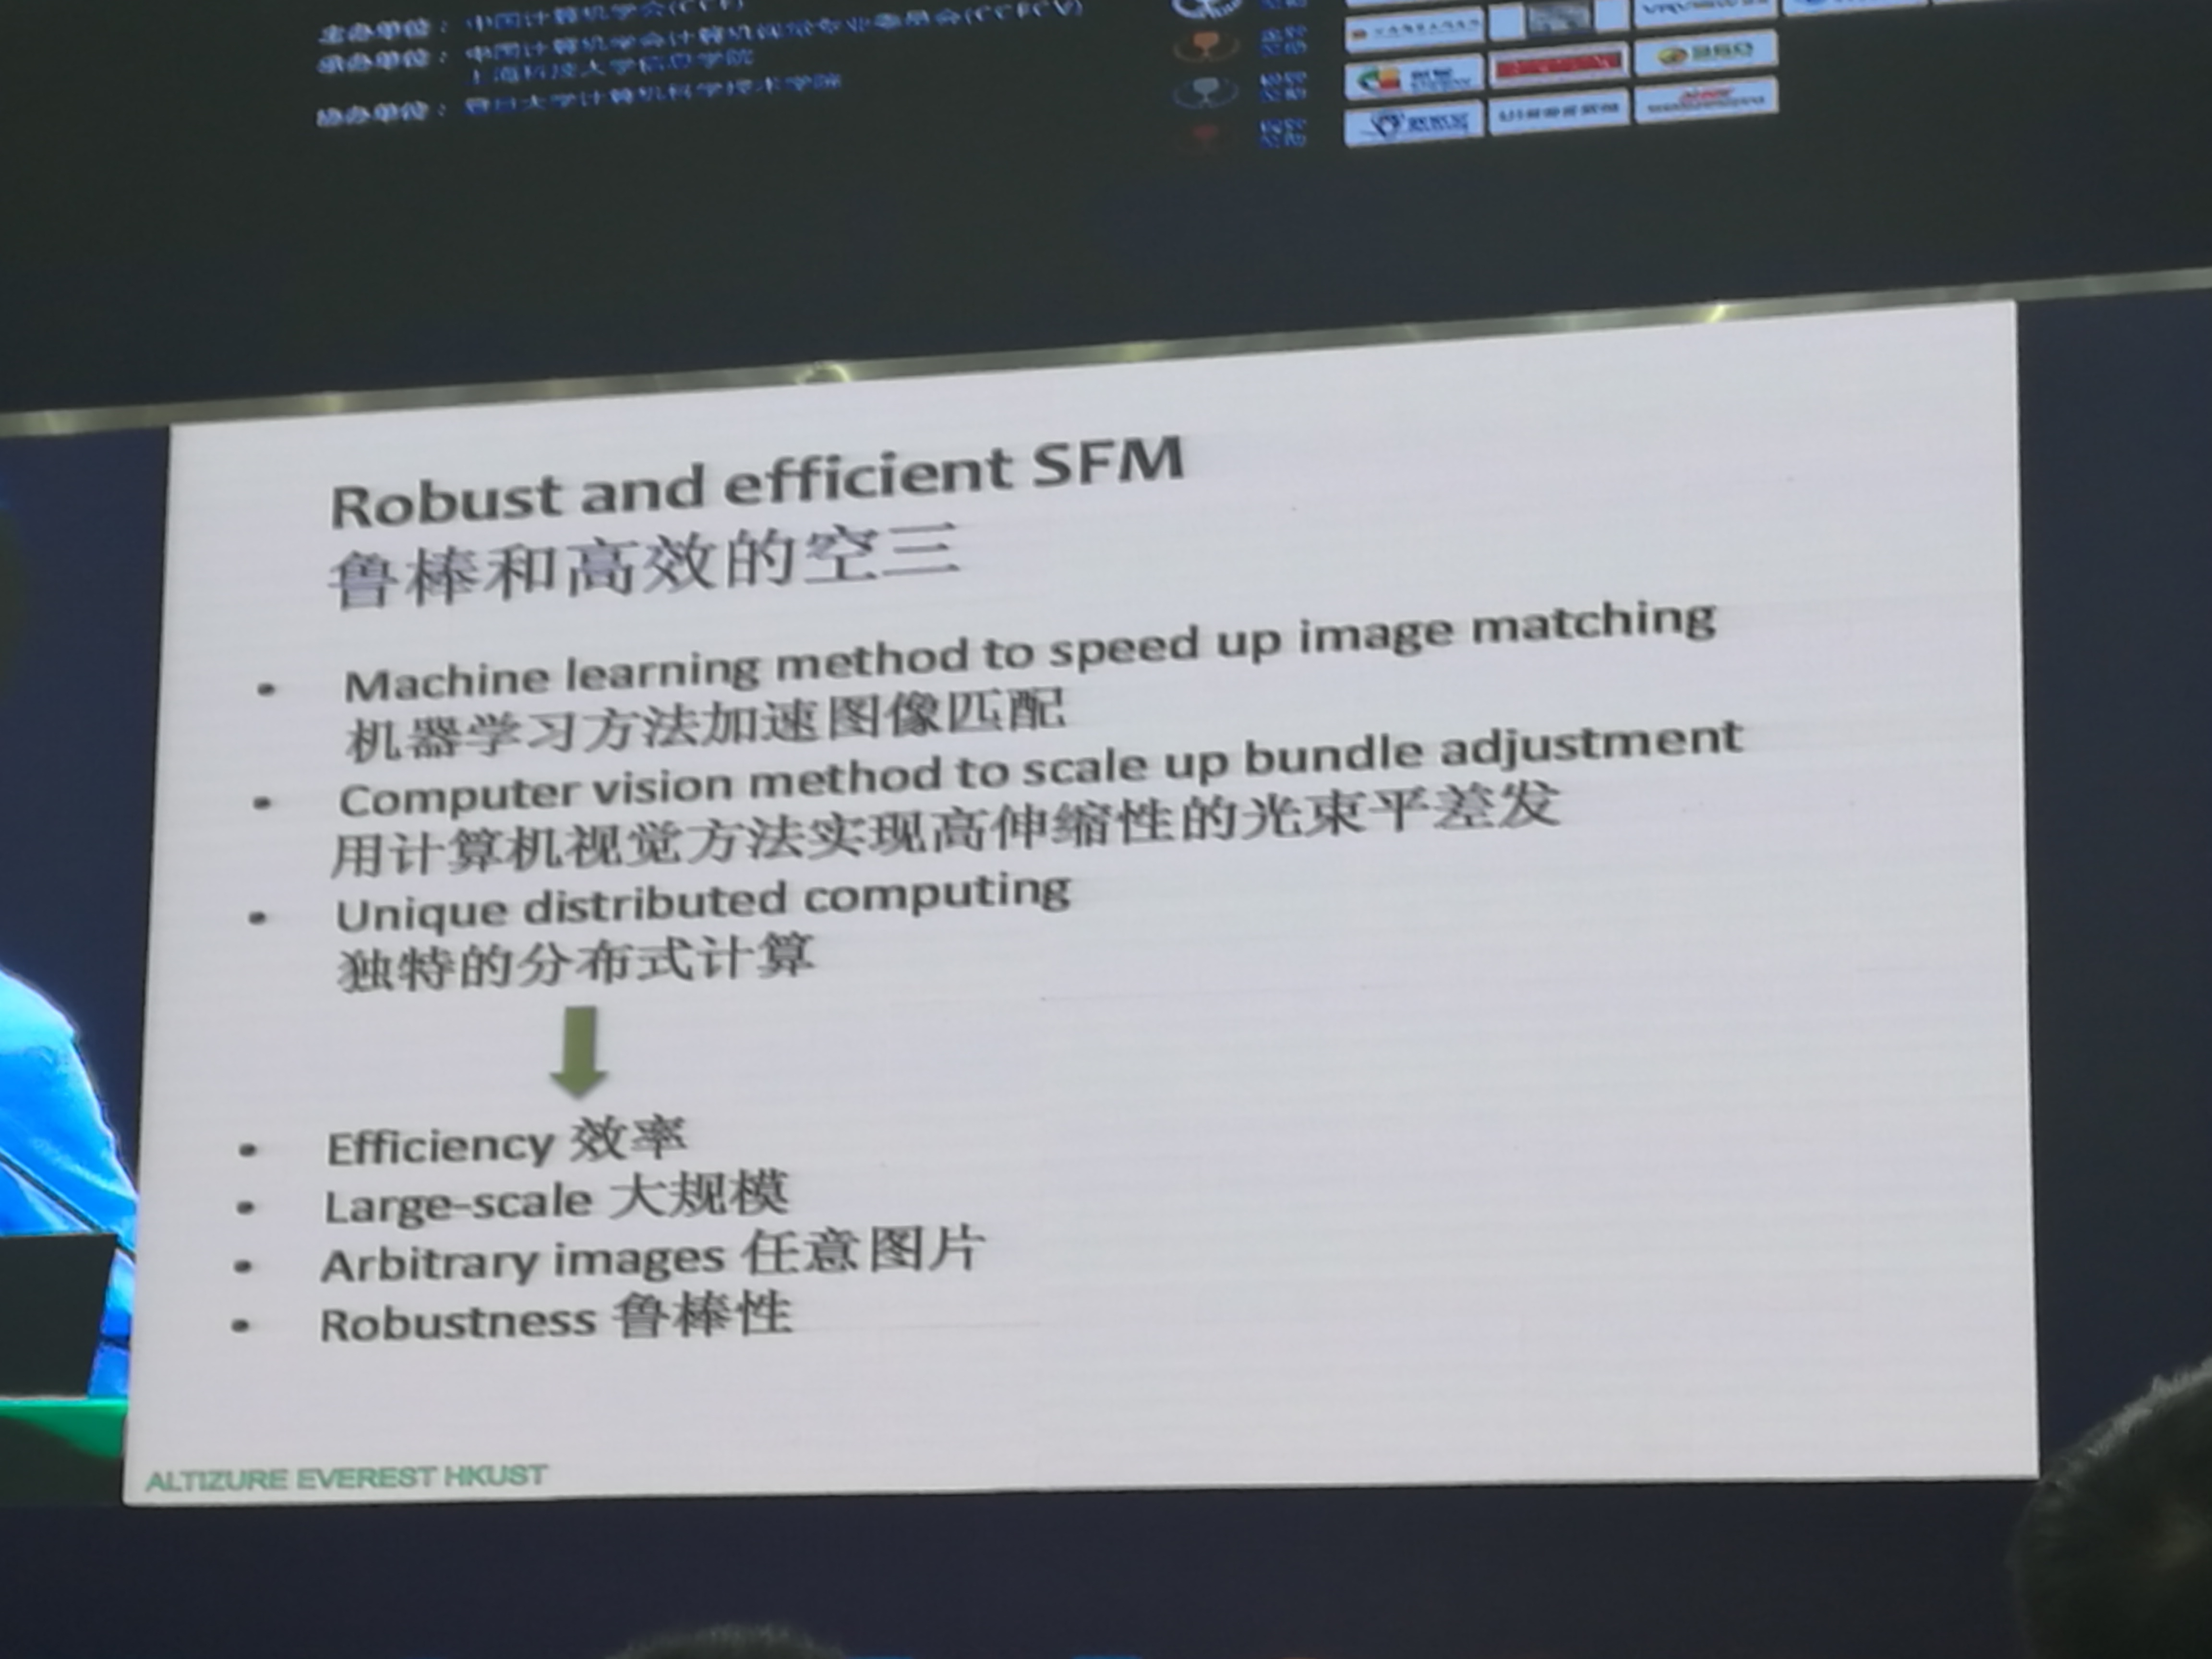 主办单位： 中国计算机学会(CCF)
承办单位： 中国计算机学会计算机视觉专业委员会(CCFCV)
上海科技大学信息学院
协办单位： 复旦大学计算机科学技术学院
360
Robust and efficient SFM
鲁棒和高效的空三
• Machine learning method to speed up image matching
机器学习方法加速图像匹配
• Computer vision method to scale up bundle adjustment
用计算机视觉方法实现高伸缩性的光束平差发
• Unique distributed computing
独特的分布式计算
• Efficiency 效率
• Large-scale 大规模
• Arbitrary images 任意图片
• Robustness 鲁棒性
ALTIZURE EVEREST HKUST